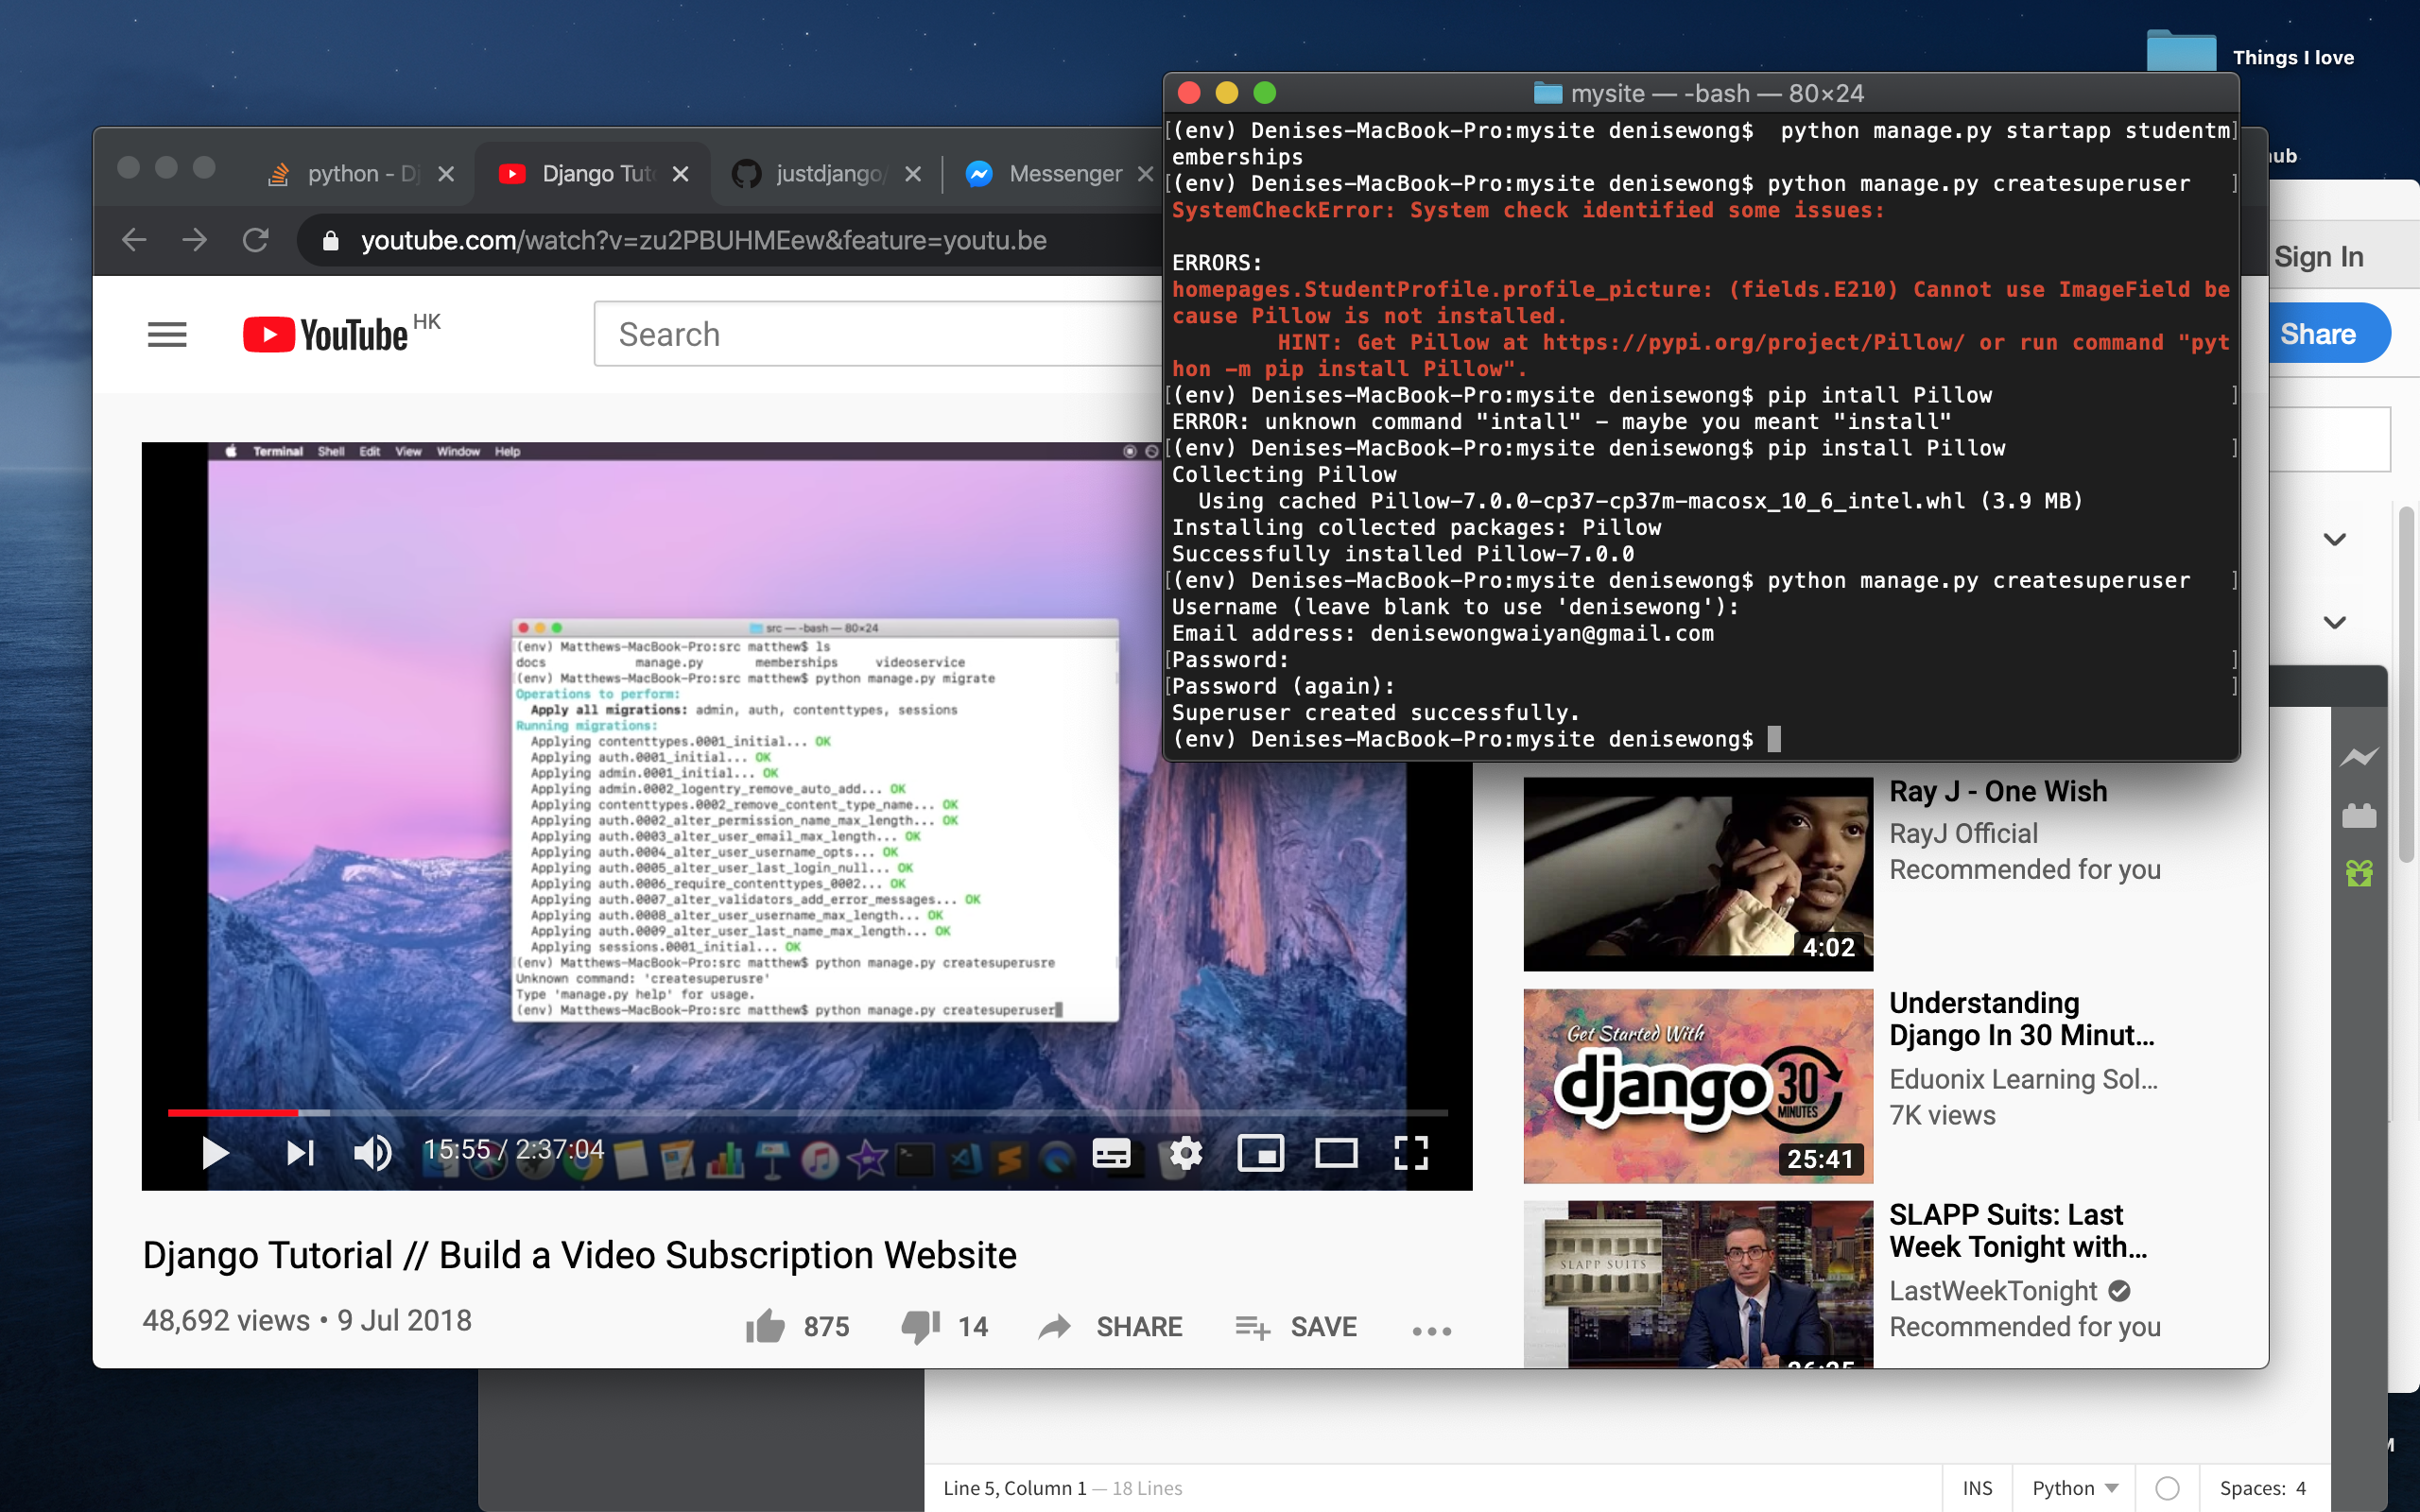 Things I love
mysite — -bash — 80×24
(env) Denises-MacBook-Pro:mysite denisewong$  python manage.py startapp studentm
emberships
(env) Denises-MacBook-Pro:mysite denisewong$ python manage.py createsuperuser
SystemCheckError: System check identified some issues:
ERRORS:
homepages.StudentProfile.profile_picture: (fields.E210) Cannot use ImageField be
cause Pillow is not installed.
HINT: Get Pillow at https://pypi.org/project/Pillow/ or run command "pyt
hon -m pip install Pillow".
(env) Denises-MacBook-Pro:mysite denisewong$ pip intall Pillow
ERROR: unknown command "intall" - maybe you meant "install"
(env) Denises-MacBook-Pro:mysite denisewong$ pip install Pillow
Collecting Pillow
Using cached Pillow-7.0.0-cp37-cp37m-macosx_10_6_intel.whl (3.9 MB)
Installing collected packages: Pillow
Successfully installed Pillow-7.0.0
(env) Denises-MacBook-Pro:mysite denisewong$ python manage.py createsuperuser
Username (leave blank to use 'denisewong'):
Email address: denisewongwaiyan@gmail.com
Password:
Password (again):
Superuser created successfully.
(env) Denises-MacBook-Pro:mysite denisewong$
python - Dj
Django Tut
justdjango/
Messenger
youtube.com/watch?v=zu2PBUHMEew&feature=youtu.be
ub
Sign In
Share
YouTube HK
Search
Terminal Shell Edit View Window Help
src — -bash — 80×24
(env) Matthews-MacBook-Pro:src matthew$ ls
docs manage.py memberships videoservice
(env) Matthews-MacBook-Pro:src matthew$ python manage.py migrate
Operations to perform:
Apply all migrations: admin, auth, contenttypes, sessions
Running migrations:
Applying contenttypes.0001_initial... OK
Applying auth.0001_initial... OK
Applying admin.0001_initial... OK
Applying admin.0002_logentry_remove_auto_add... OK
Applying contenttypes.0002_remove_content_type_name... OK
Applying auth.0002_alter_permission_name_max_length... OK
Applying auth.0003_alter_user_email_max_length... OK
Applying auth.0004_alter_user_username_opts... OK
Applying auth.0005_alter_user_last_login_null... OK
Applying auth.0006_require_contenttypes_0002... OK
Applying auth.0007_alter_validators_add_error_messages... OK
Applying auth.0008_alter_user_username_max_length... OK
Applying auth.0009_alter_user_last_name_max_length... OK
Applying sessions.0001_initial... OK
(env) Matthews-MacBook-Pro:src matthew$ python manage.py createsuperusre
Unknown command: 'createsuperusre'
Type 'manage.py help' for usage.
(env) Matthews-MacBook-Pro:src matthew$ python manage.py createsuperuser
15:55 / 2:37:04
Django Tutorial // Build a Video Subscription Website
48,692 views • 9 Jul 2018
875
14
SHARE
SAVE
Ray J - One Wish
RayJ Official
Recommended for you
4:02
Get Started With
django 30
MINUTES
25:41
Understanding
Django In 30 Minut...
Eduonix Learning Sol...
7K views
SLAPP SUITS
SLAPP Suits: Last
Week Tonight with...
LastWeekTonight
Recommended for you
Line 5, Column 1 — 18 Lines
INS
Python
Spaces: 4